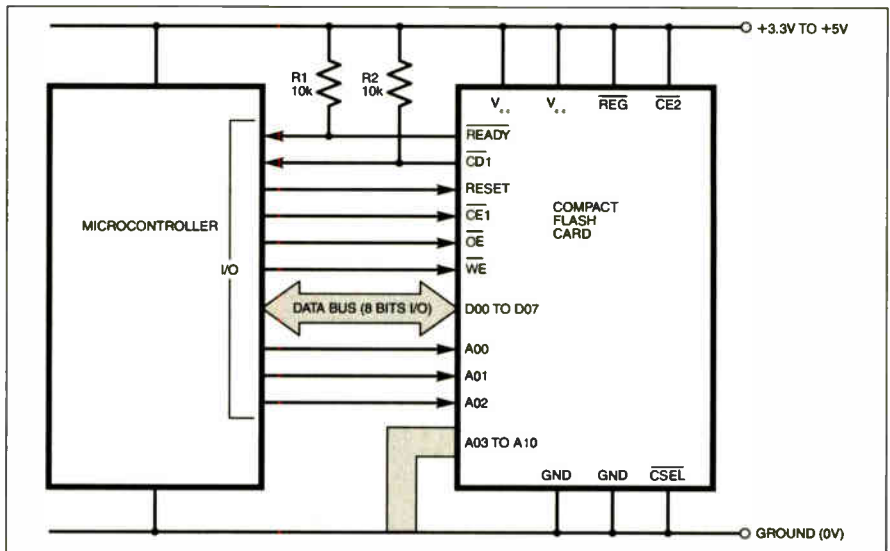 +3.3V TO +5V
R1
10k
R2
10k
Vcc
Vcc
REG
CE2
READY
CD1
RESET
CE1
OE
WE
MICROCONTROLLER
I/O
COMPACT
FLASH
CARD
DATA BUS (8 BITS I/O)
D00 TO D07
A00
A01
A02
A03 TO A10
GND
GND
CSEL
GROUND (0V)